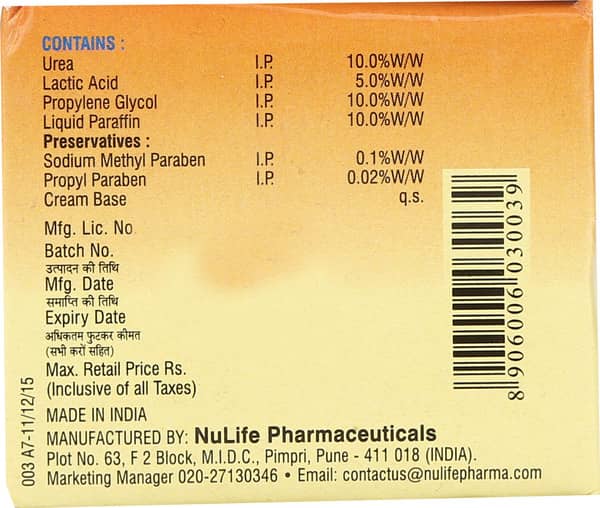 CONTAINS :
Urea I.P. 10.0%W/W
Lactic Acid I.P. 5.0%W/W
Propylene Glycol I.P. 10.0%W/W
Liquid Paraffin I.P. 10.0%W/W
Preservatives :
Sodium Methyl Paraben I.P. 0.1%W/W
Propyl Paraben I.P. 0.02%W/W
Cream Base q.s.
Mfg. Lic. No.
Batch No.
उत्पादन की तिथि
Mfg. Date
समाप्ति की तिथि
Expiry Date
अधिकतम फुटकर कीमत
(सभी करों सहित)
Max. Retail Price Rs.
(Inclusive of all Taxes)
MADE IN INDIA
MANUFACTURED BY: NuLife Pharmaceuticals
Plot No. 63, F 2 Block, M.I.D.C., Pimpri, Pune - 411 018 (INDIA).
Marketing Manager 020-27130346 • Email: contactus@nulifepharma.com
003 A7-11/12/15
8906006030039